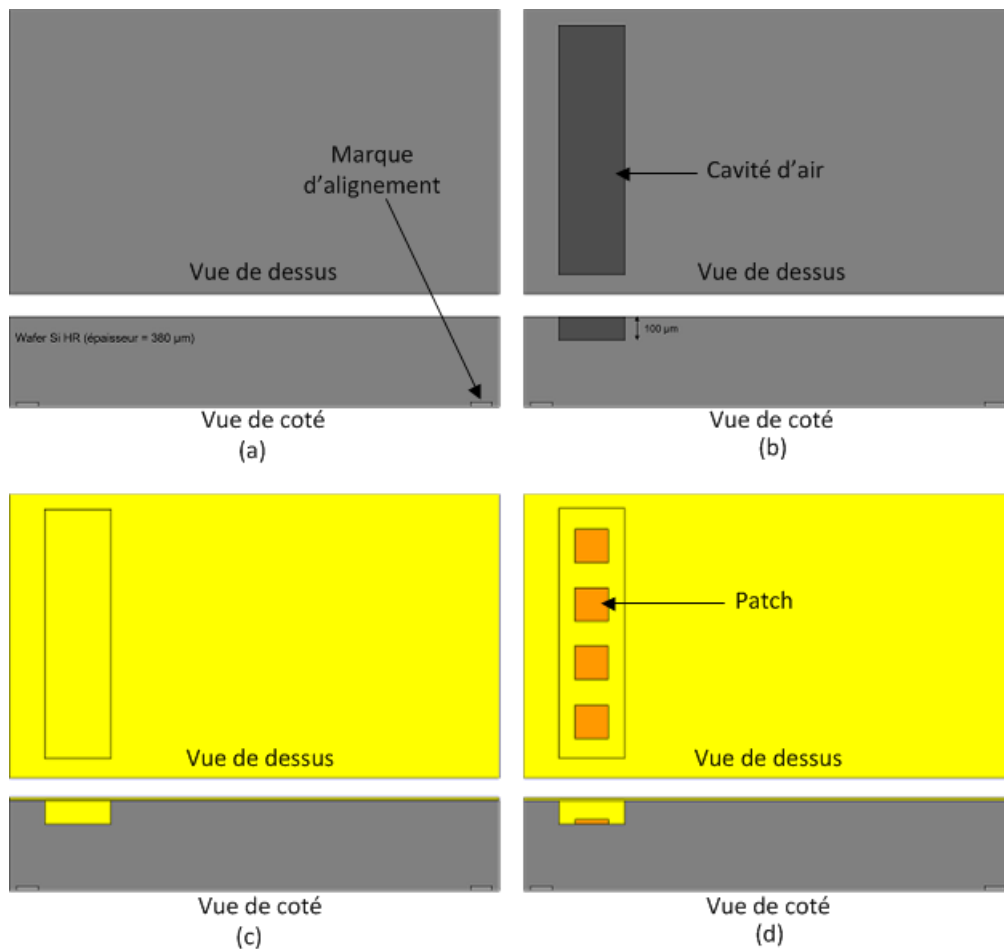 Marque
d'alignement
Vue de dessus
Wafer Si HR (épaisseur = 380 µm)
Vue de coté
(a)
Cavité d'air
Vue de dessus
100 µm
Vue de coté
(b)
Vue de dessus
Vue de coté
(c)
Patch
Vue de dessus
Vue de coté
(d)